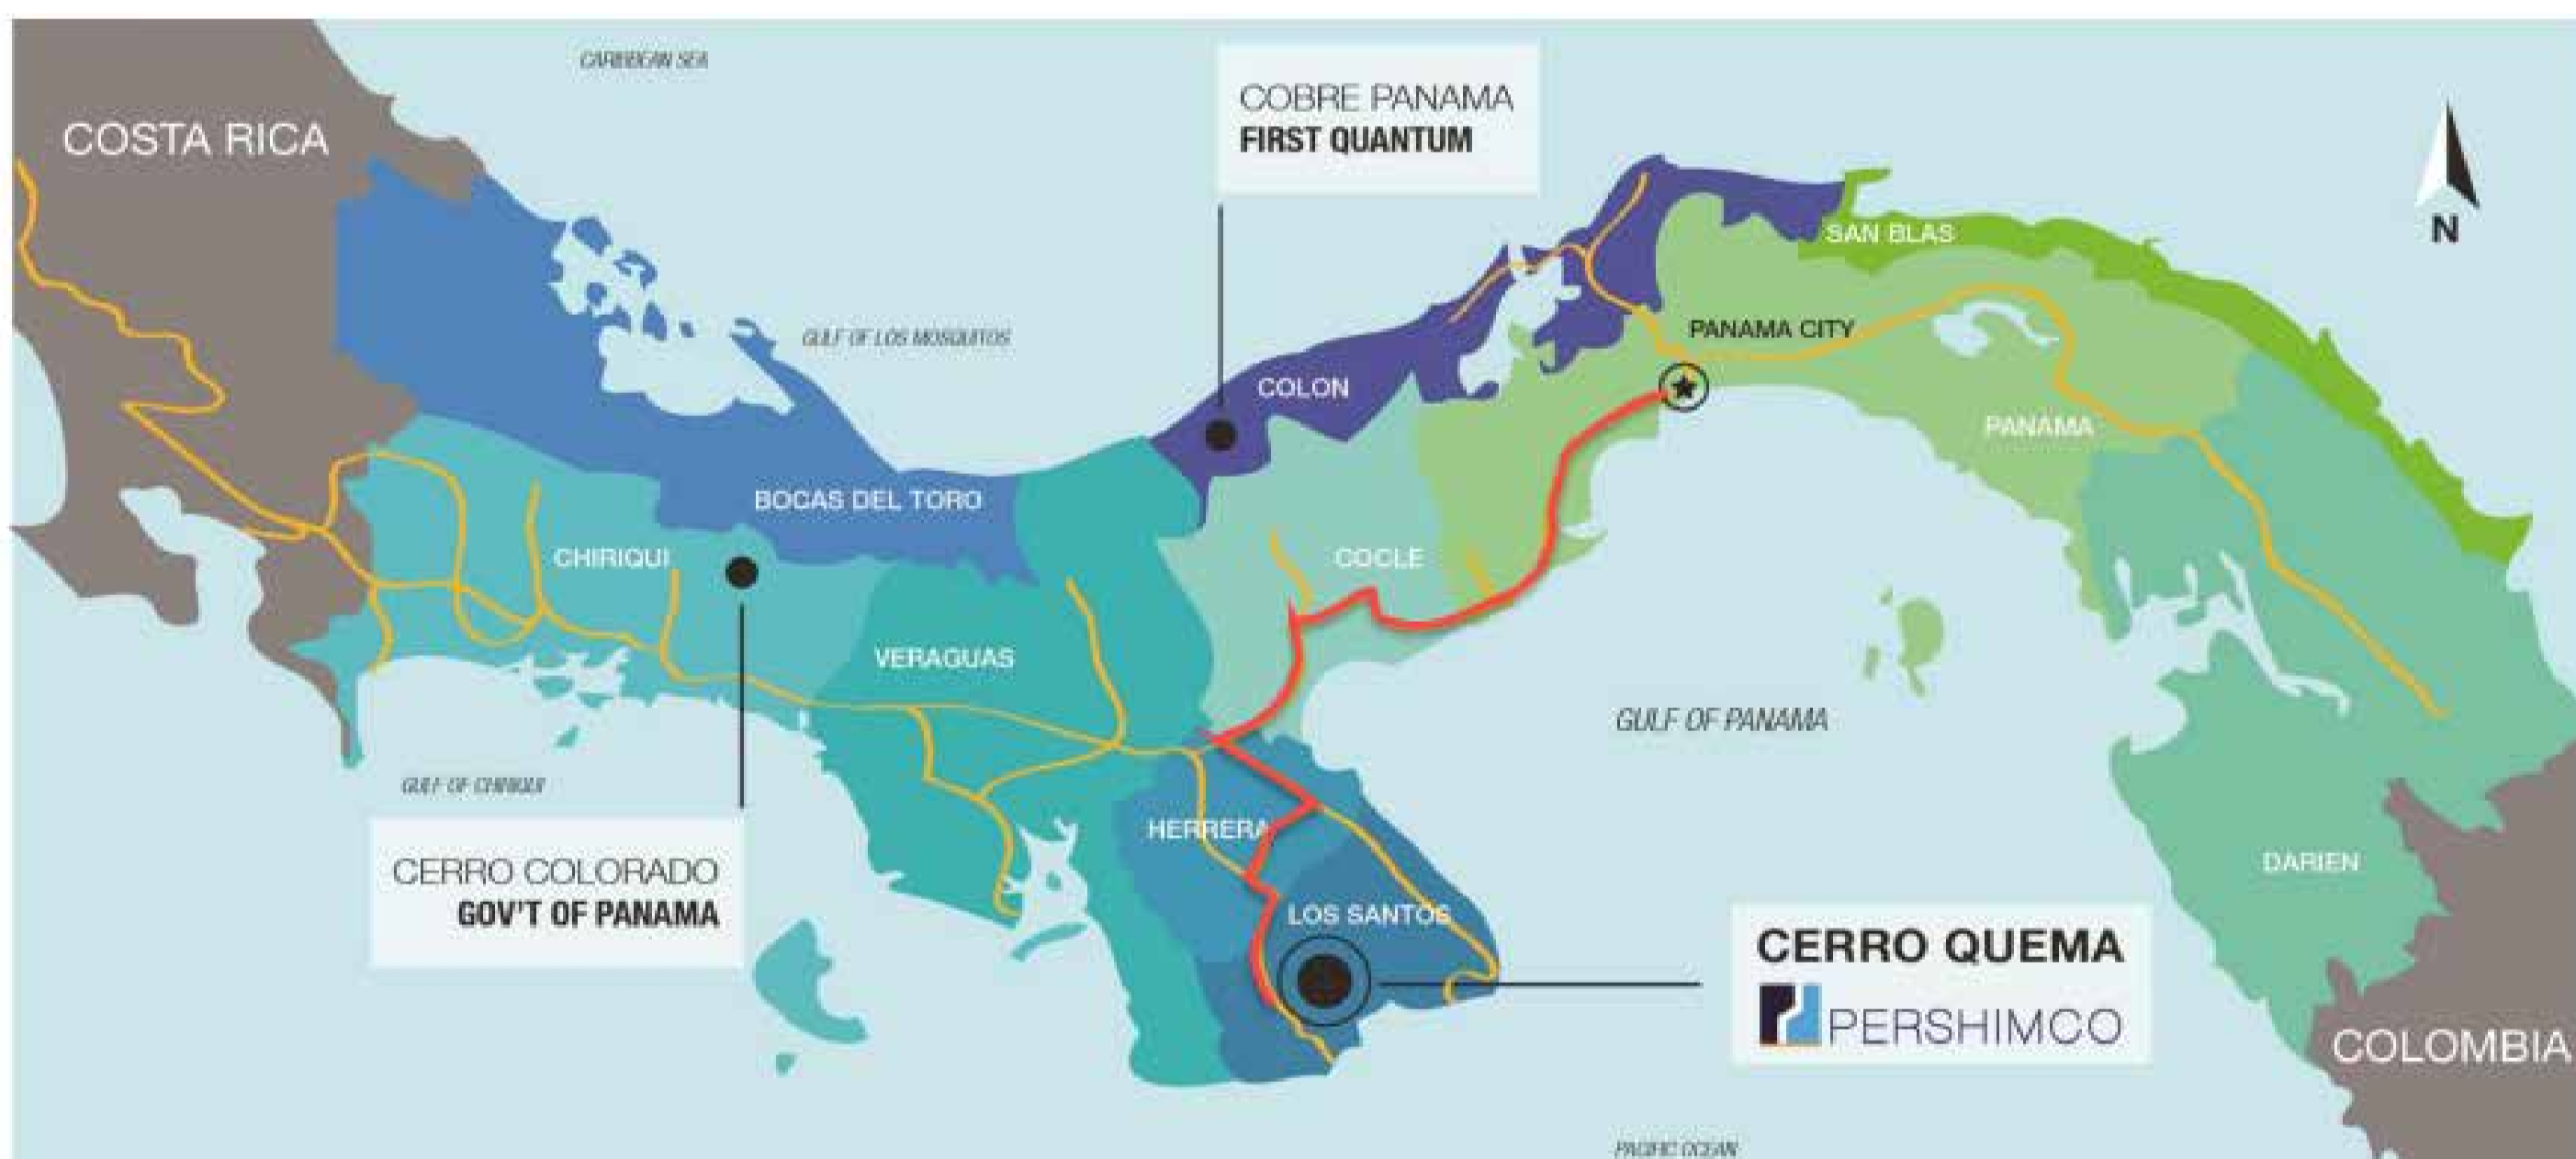 CARIBBEAN SEA
COBRE PANAMA
FIRST QUANTUM
COSTA RICA
N
SAN BLAS
PANAMA CITY
GULF OF LOS MOSQUITOS
COLON
PANAMA
BOCAS DEL TORO
CHIRIQUI
COCLE
VERAGUAS
GULF OF PANAMA
GULF OF CHIRIQUI
HERRERA
CERRO COLORADO
GOV'T OF PANAMA
DARIEN
LOS SANTOS
CERRO QUEMA
PERSHIMCO
COLOMBIA
PACIFIC OCEAN